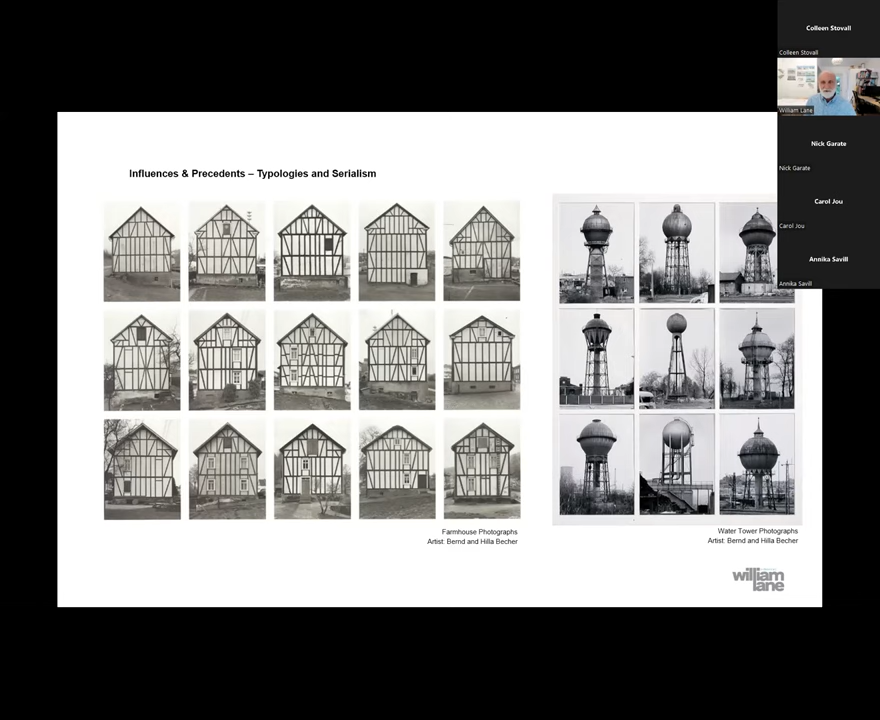 Colleen Stovall
Colleen Stovall
William Lane
Nick Garate
Nick Garate
Carol Jou
Carol Jou
Annika Savill
Annika Savill
Influences & Precedents – Typologies and Serialism
Farmhouse Photographs
Artist: Bernd and Hilla Becher
Water Tower Photographs
Artist: Bernd and Hilla Becher
william
lane